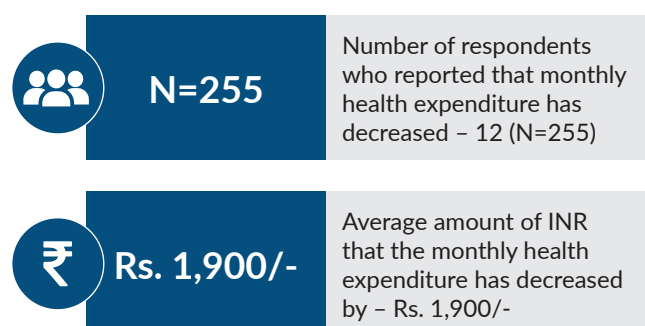 N=255
Number of respondents
who reported that monthly
health expenditure has
decreased – 12 (N=255)
₹
Rs. 1,900/-
Average amount of INR
that the monthly health
expenditure has decreased
by – Rs. 1,900/-